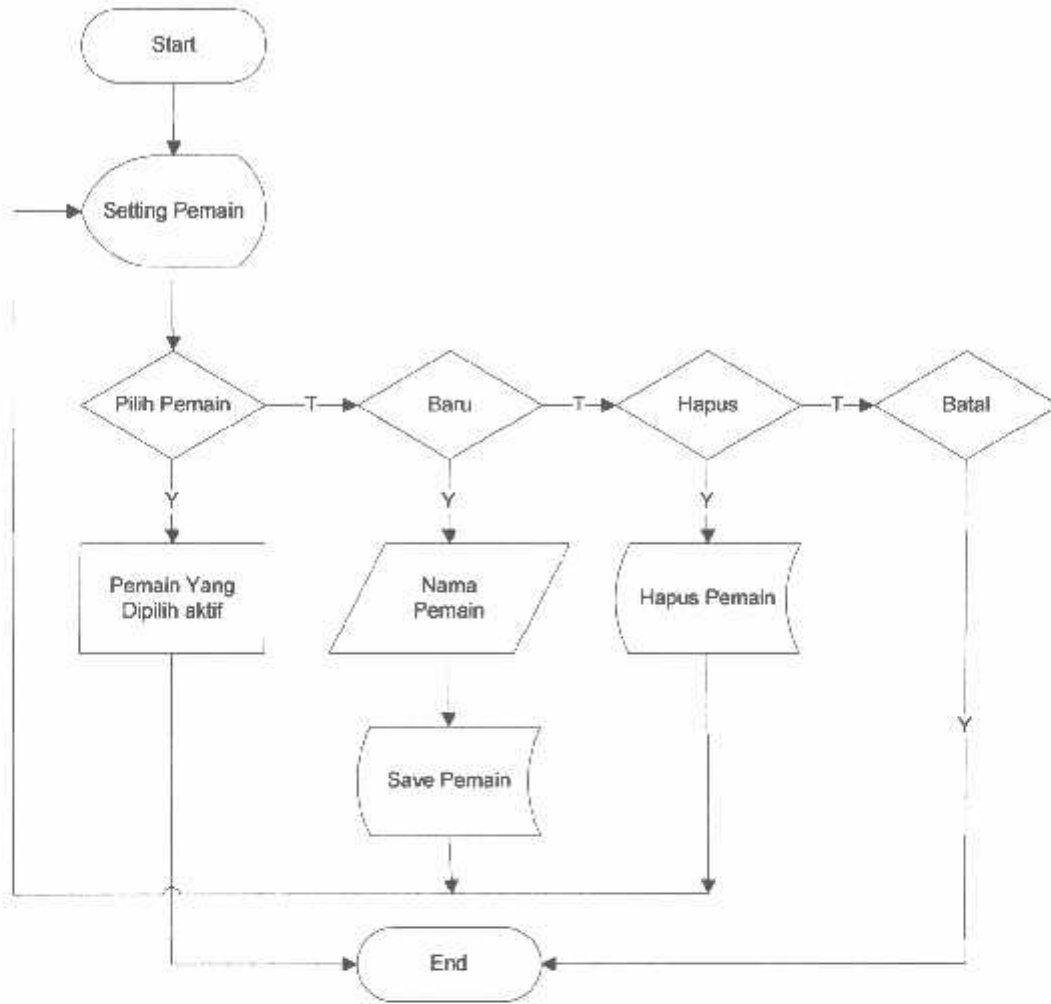 Start
Setting Pemain
Pilih Pemain
T
Baru
T
Hapus
T
Batal
Y
Y
Y
Pemain Yang
Dipilih aktif
Nama
Pemain
Hapus Pemain
Y
Save Pemain
End